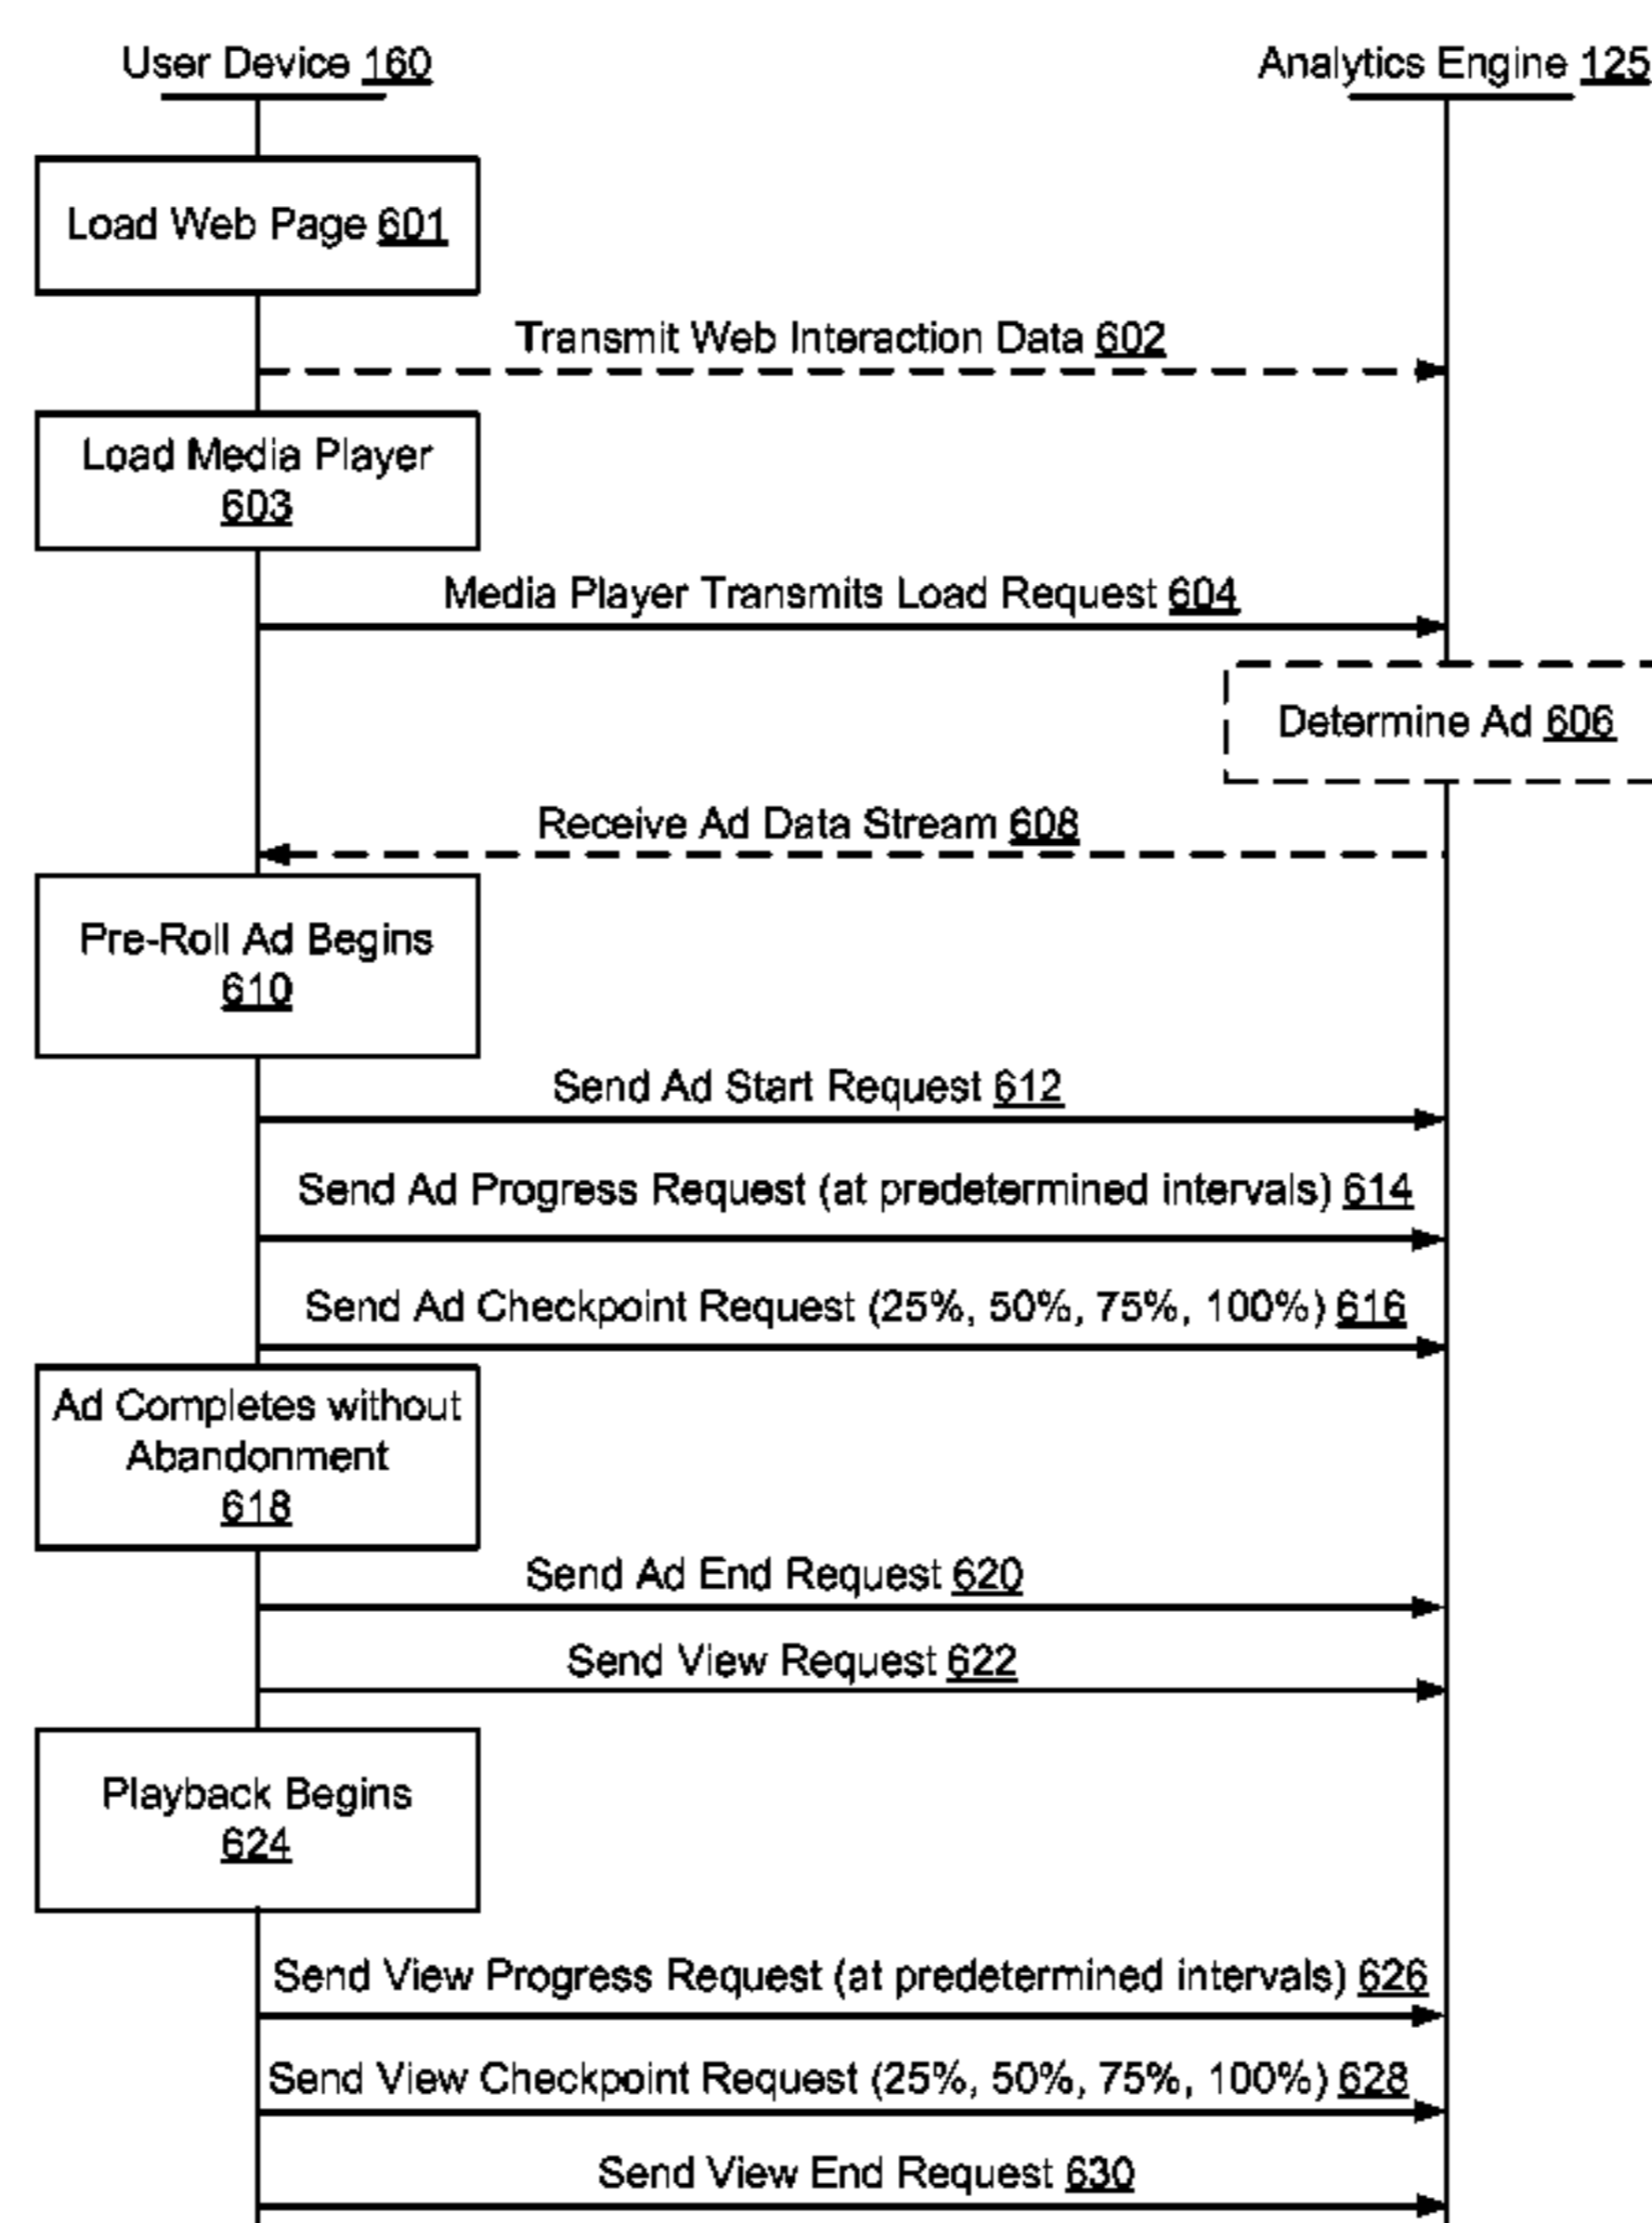 User Device 160
Analytics Engine 125
Load Web Page 601
Transmit Web Interaction Data 602
Load Media Player
603
Media Player Transmits Load Request 604
Determine Ad 606
Receive Ad Data Stream 608
Pre-Roll Ad Begins
610
Send Ad Start Request 612
Send Ad Progress Request (at predetermined intervals) 614
Send Ad Checkpoint Request (25%, 50%, 75%, 100%) 616
Ad Completes without
Abandonment
618
Send Ad End Request 620
Send View Request 622
Playback Begins
624
Send View Progress Request (at predetermined intervals) 626
Send View Checkpoint Request (25%, 50%, 75%, 100%) 628
Send View End Request 630